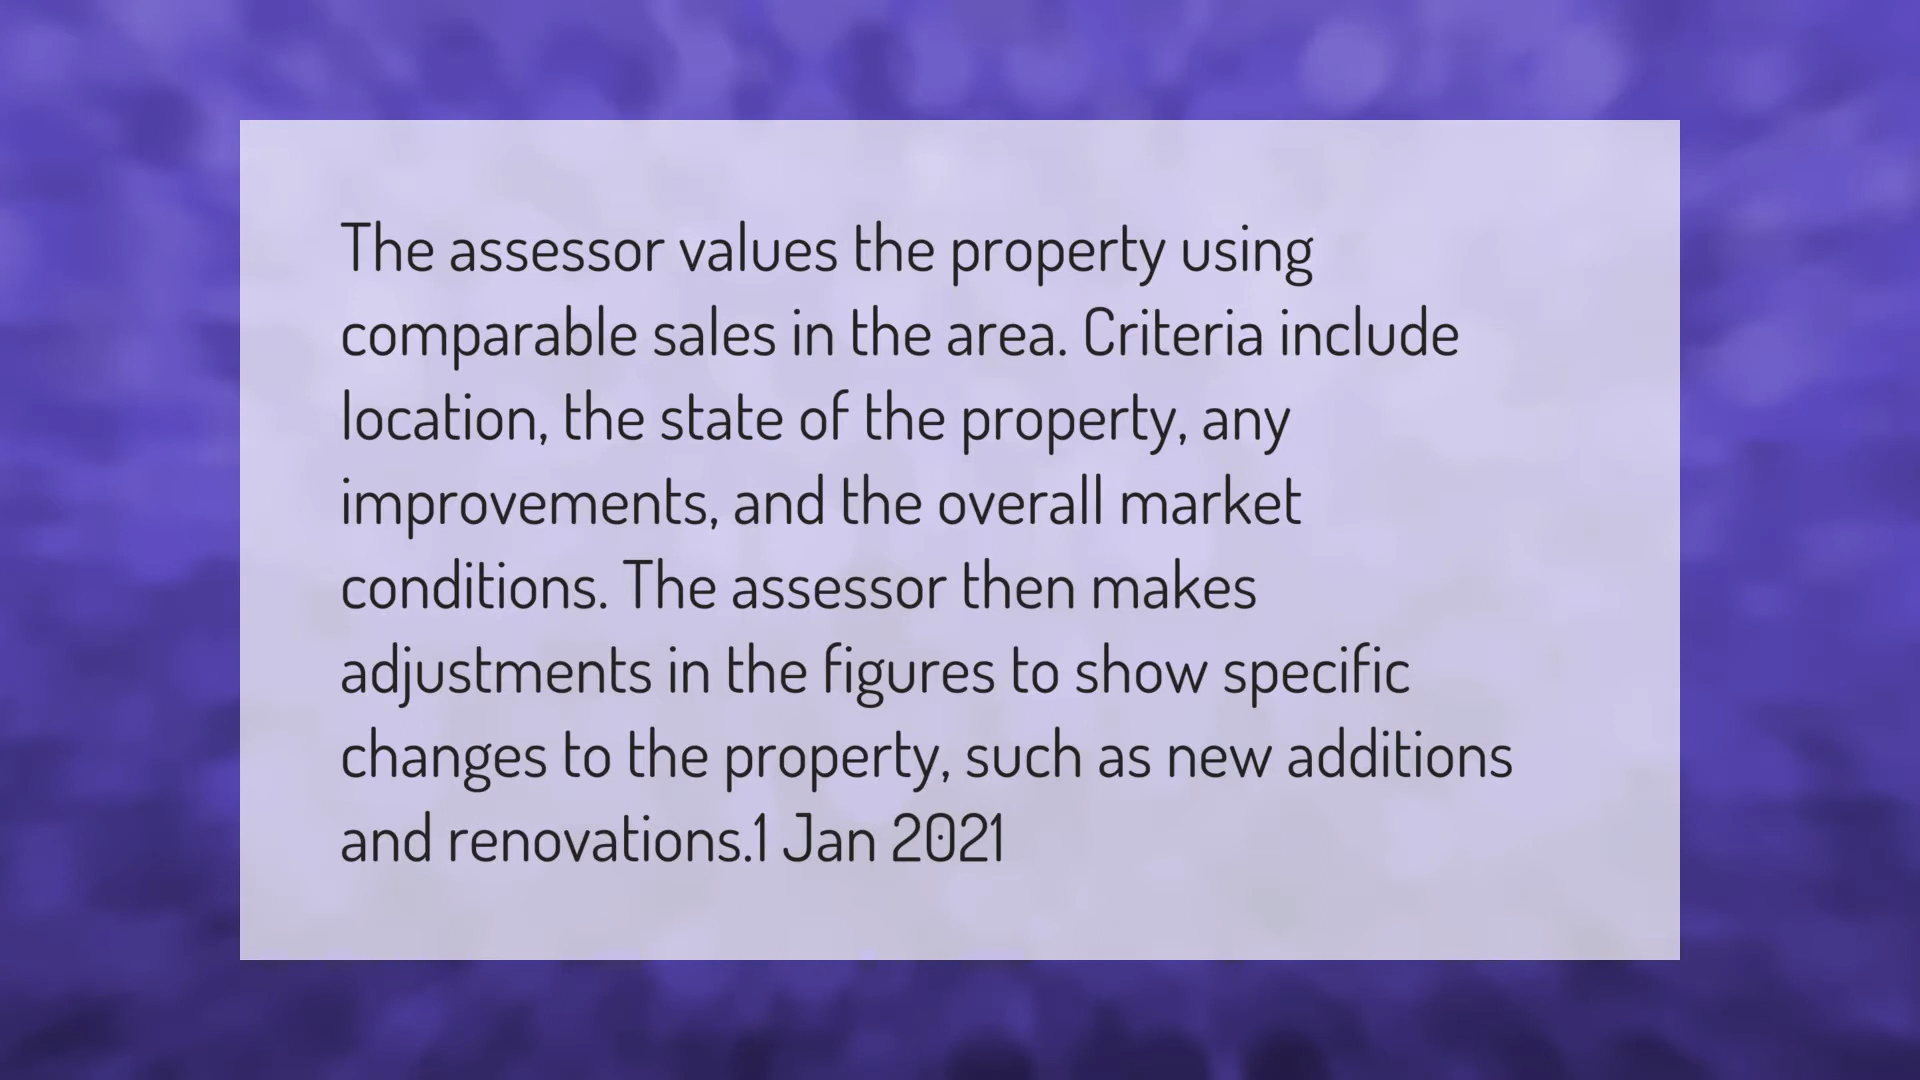 The assessor values the property using
comparable sales in the area. Criteria include
location, the state of the property, any
improvements, and the overall market
conditions. The assessor then makes
adjustments in the figures to show specific
changes to the property, such as new additions
and renovations.1 Jan 2021